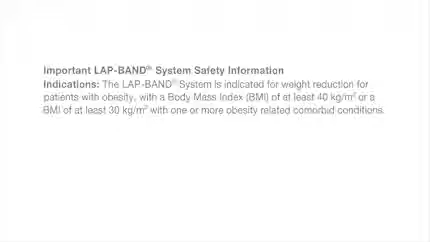 Important LAP-BAND® System Safety Information
Indications: The LAP-BAND® System is indicated for weight reduction for
patients with obesity, with a Body Mass Index (BMI) of at least 40 kg/m² or a
BMI of at least 30 kg/m² with one or more obesity related comorbid conditions.